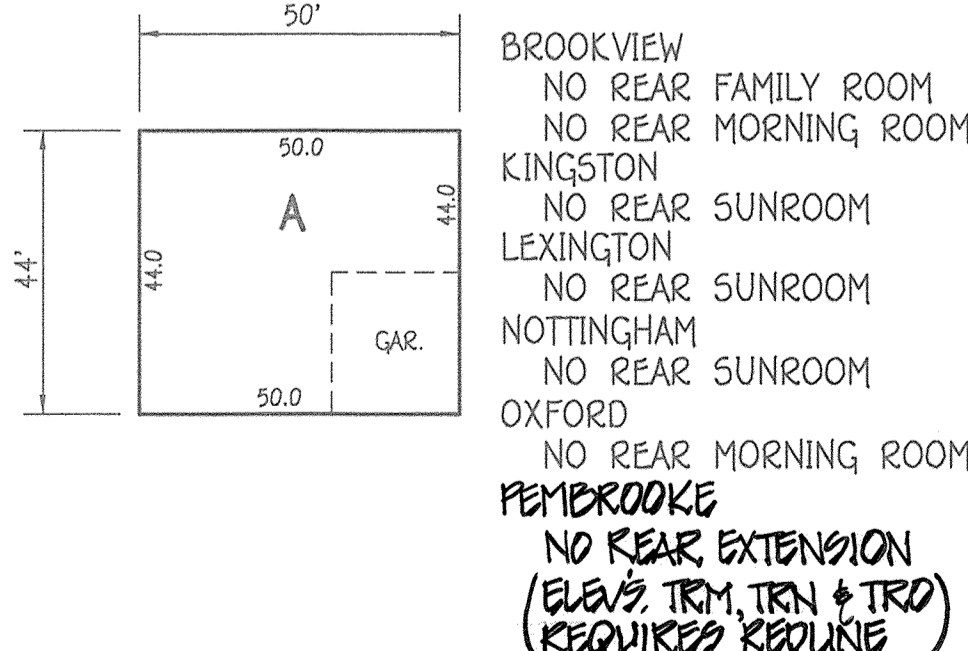 50'
50.0
A
44'
44.0
44.0
GAR.
50.0
BROOKVIEW
NO REAR FAMILY ROOM
NO REAR MORNING ROOM
KINGSTON
NO REAR SUNROOM
LEXINGTON
NO REAR SUNROOM
NOTTINGHAM
NO REAR SUNROOM
OXFORD
NO REAR MORNING ROOM
PEMBROOKE
NO REAR EXTENSION
(ELEV'S. TRM, TRN & TRO)
REQUIRES REDLINE